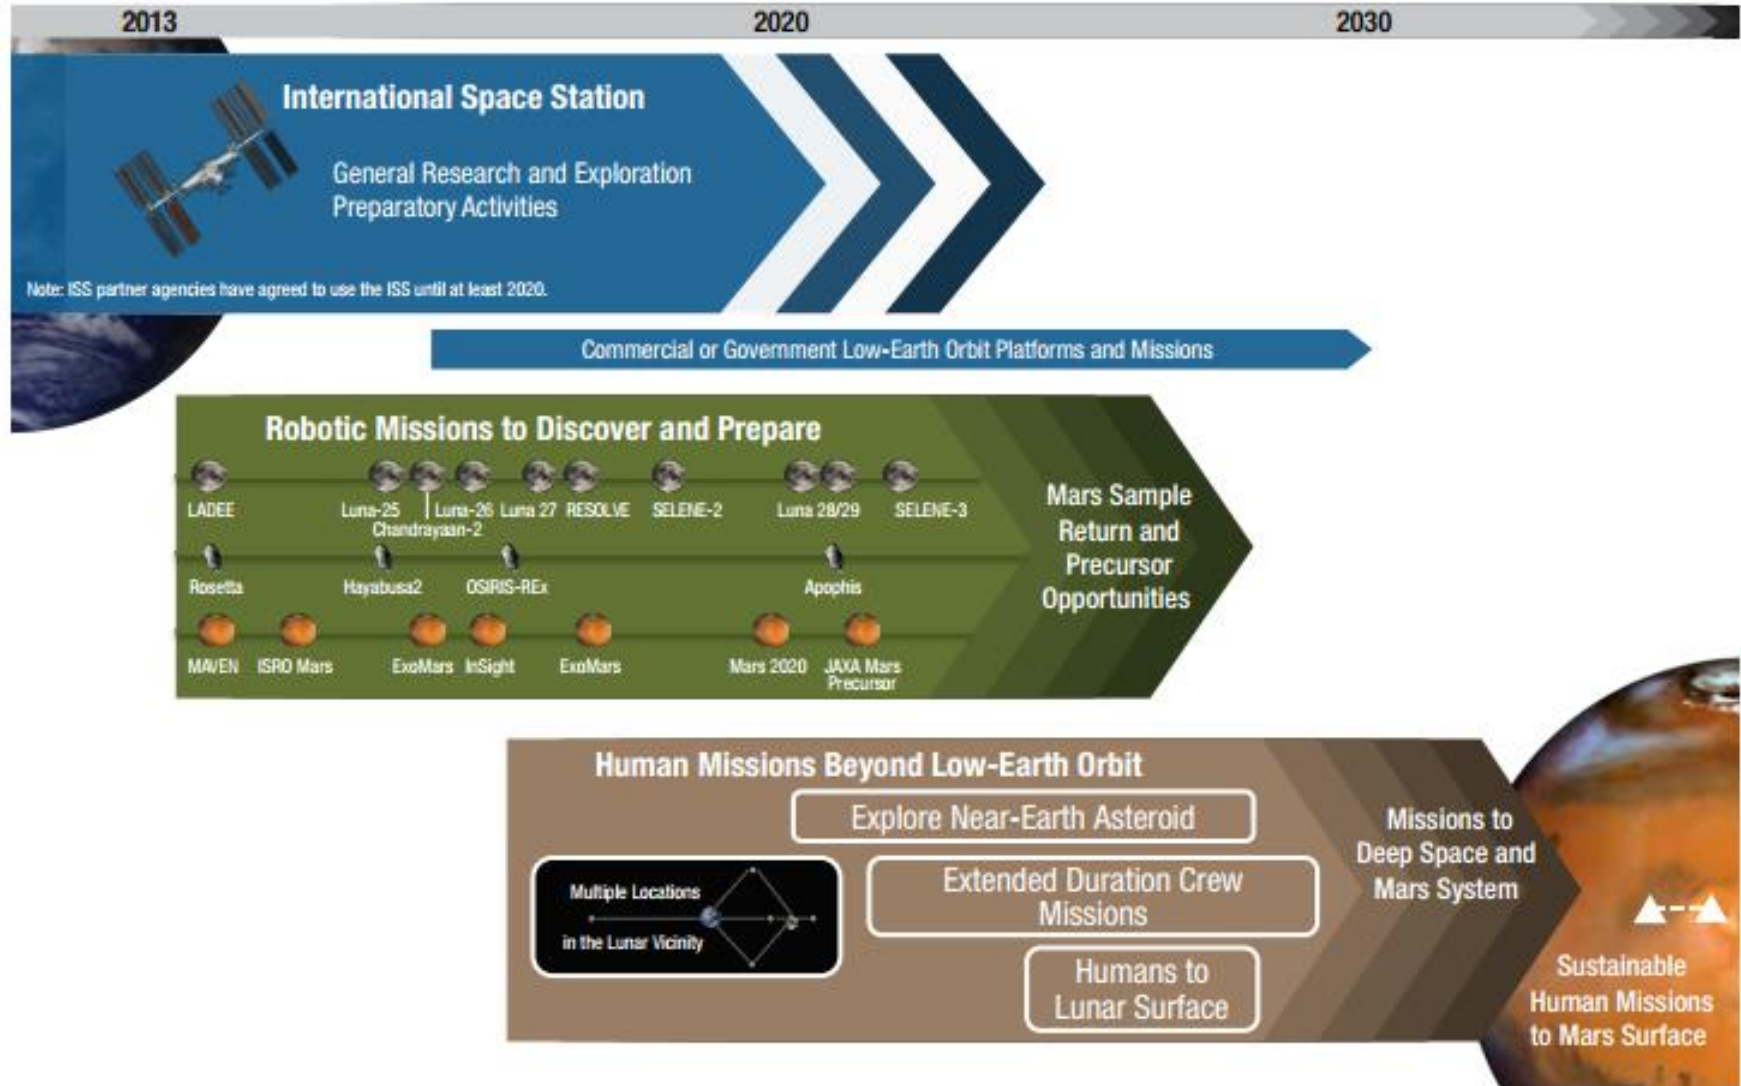 2013 2020 2030
International Space Station
General Research and Exploration
Preparatory Activities
Note: ISS partner agencies have agreed to use the ISS until at least 2020.
Commercial or Government Low-Earth Orbit Platforms and Missions
Robotic Missions to Discover and Prepare
LADEE Luna-25 Luna-26 Luna 27 RESOLVE SELENE-2 Luna 28/29 SELENE-3
Chandrayaan-2
Rosetta Hayabusa2 OSIRIS-REx Apophis
MAVEN ISRO Mars ExoMars InSight ExoMars Mars 2020 JAXA Mars
Precursor
Mars Sample
Return and
Precursor
Opportunities
Human Missions Beyond Low-Earth Orbit
Explore Near-Earth Asteroid
Multiple Locations
in the Lunar Vicinity
Extended Duration Crew
Missions
Humans to
Lunar Surface
Missions to
Deep Space and
Mars System
Sustainable
Human Missions
to Mars Surface